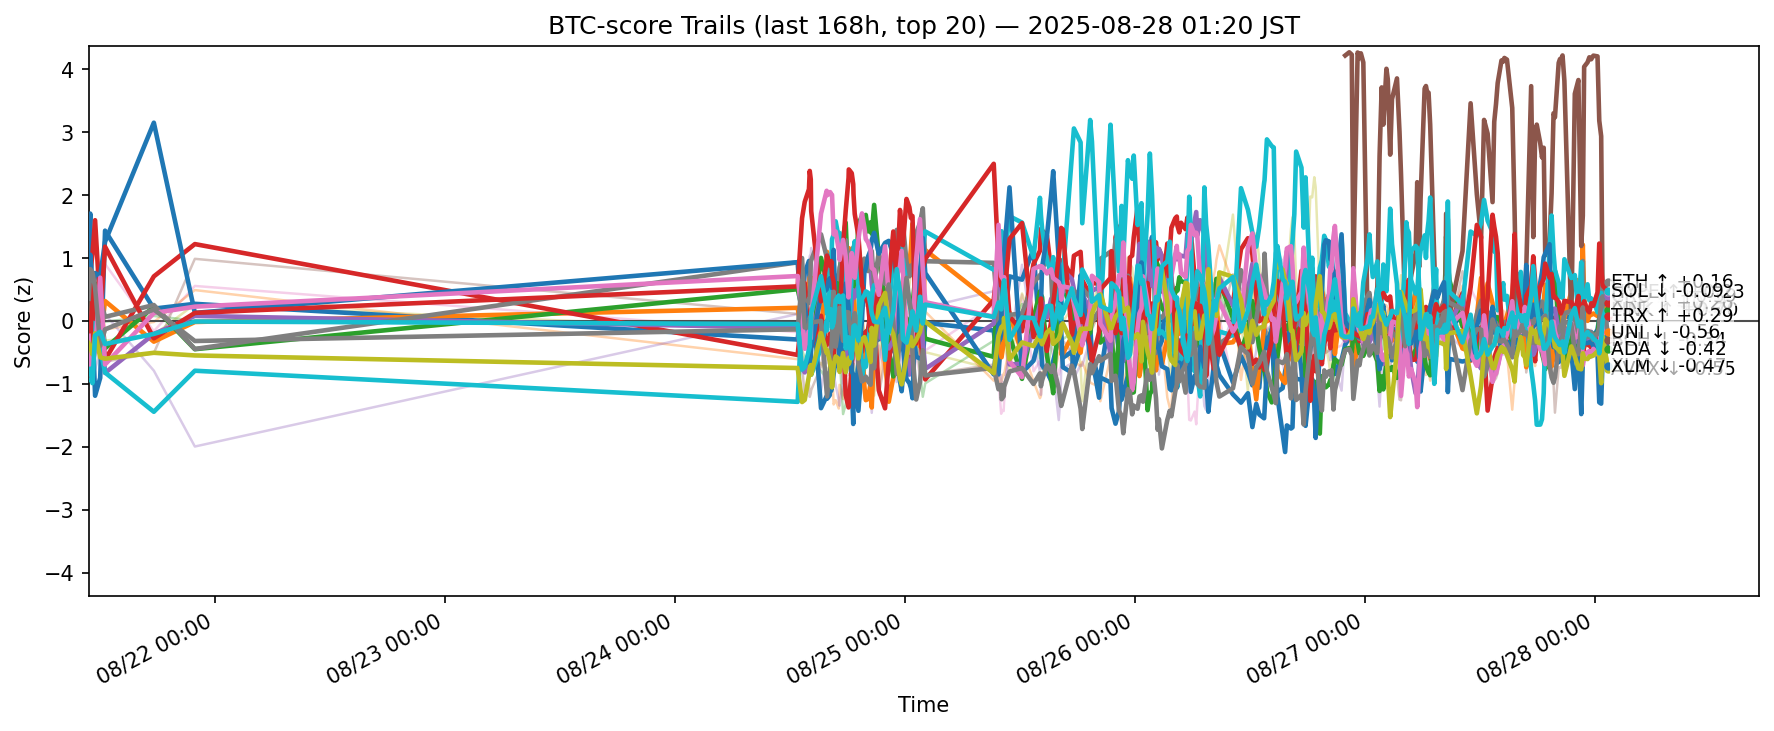 BTC-score Trails (last 168h, top 20) — 2025-08-28 01:20 JST
Score (z)
4
3
2
1
0
−1
−2
−3
−4
ETH ↑ +0.16
SOL ↓ -0.092
TRX ↑ +0.29
UNI ↓ -0.56
ADA ↓ -0.42
XLM ↓ -0.47
08/22 00:00
08/23 00:00
08/24 00:00
08/25 00:00
08/26 00:00
08/27 00:00
08/28 00:00
Time